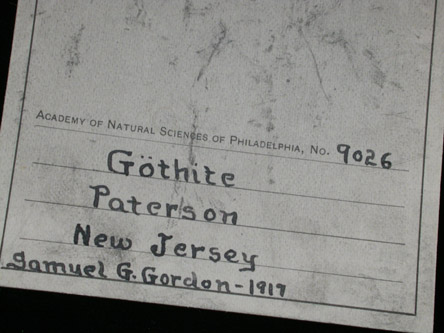 ACADEMY OF NATURAL SCIENCES OF PHILADELPHIA, No. 9026
Göthite
Paterson
New Jersey
Samuel G. Gordon-1917